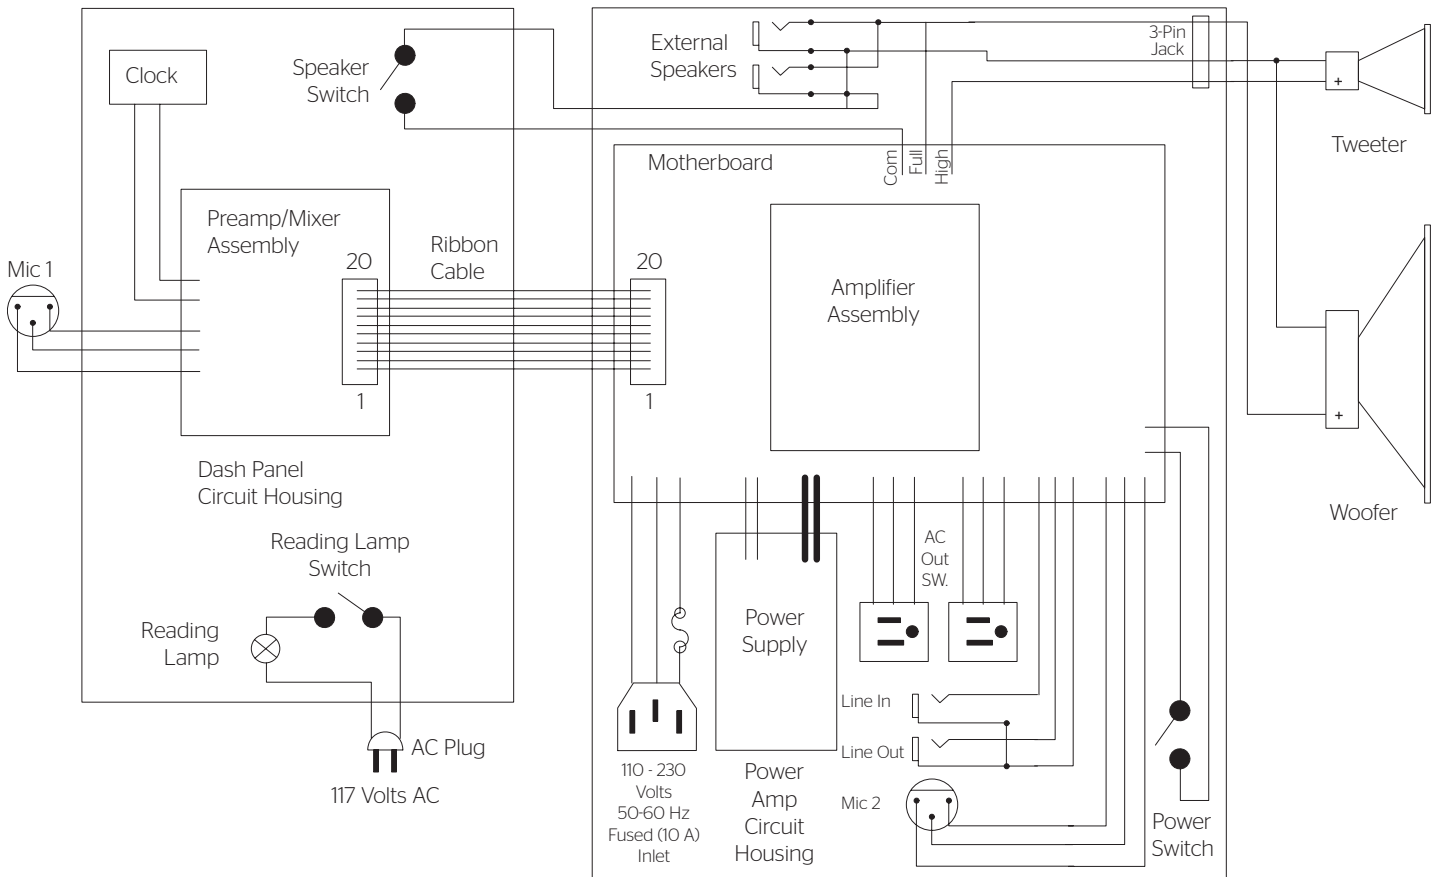 Clock
Speaker
Switch
External
Speakers
3-Pin
Jack
+
Tweeter
Motherboard
Com
Full
High
Preamp/Mixer
Assembly
Ribbon
Cable
Mic 1
20
20
Amplifier
Assembly
1
1
+
Dash Panel
Circuit Housing
Woofer
Reading Lamp
Switch
AC
Out
SW.
Reading
Lamp
Power
Supply
Line In
AC Plug
Line Out
117 Volts AC
110 - 230
Volts
50-60 Hz
Fused (10 A)
Inlet
Power
Amp
Circuit
Housing
Mic 2
Power
Switch